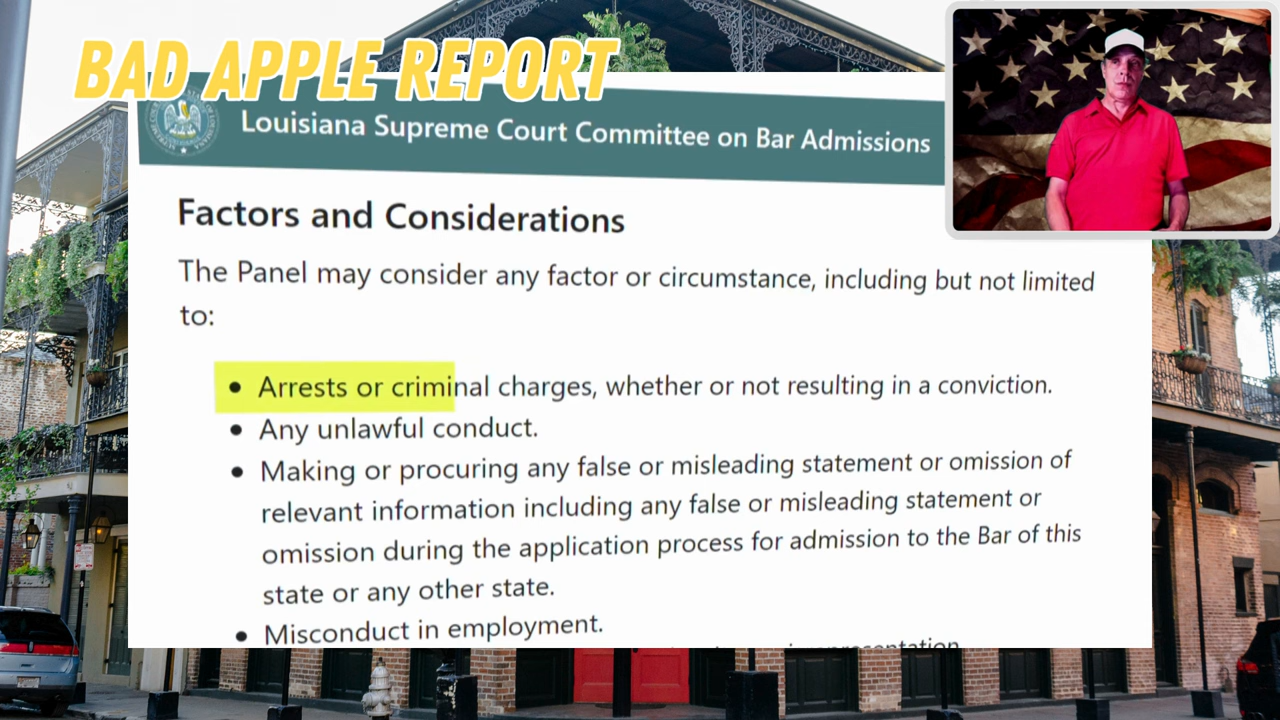 BAD APPLE REPORT
Louisiana Supreme Court Committee on Bar Admissions
Factors and Considerations
The Panel may consider any factor or circumstance, including but not limited
to:
• Arrests or criminal charges, whether or not resulting in a conviction.
• Any unlawful conduct.
• Making or procuring any false or misleading statement or omission of
relevant information including any false or misleading statement or
omission during the application process for admission to the Bar of this
state or any other state.
• Misconduct in employment.